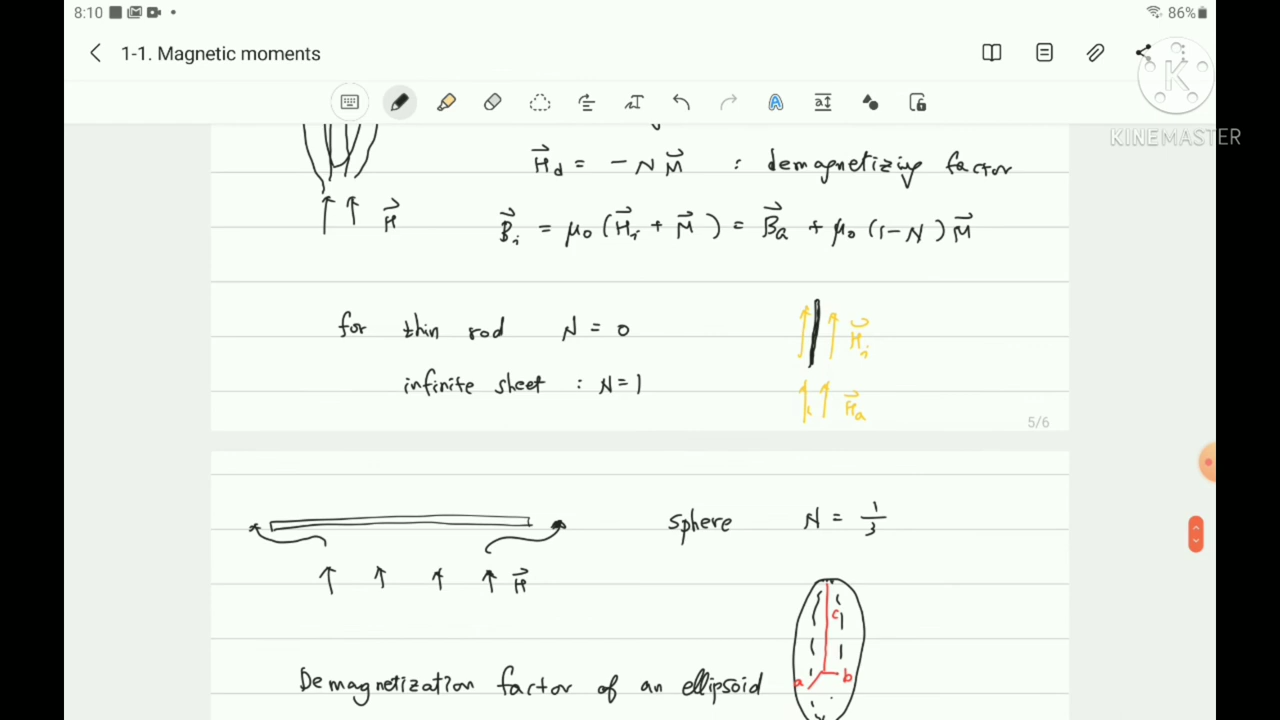 8:10 86%
1-1. Magnetic moments
KINEMASTER
H⃗d = - N M⃗ : demagnetizing factor
H⃗
B⃗i = μ0 (H⃗i + M⃗) = B⃗a + μ0 (1-N) M⃗
for thin rod N = 0
H⃗i
infinite sheet : N=1
H⃗a
5/6
sphere N = 1/3
H⃗
c
a b
Demagnetization factor of an ellipsoid